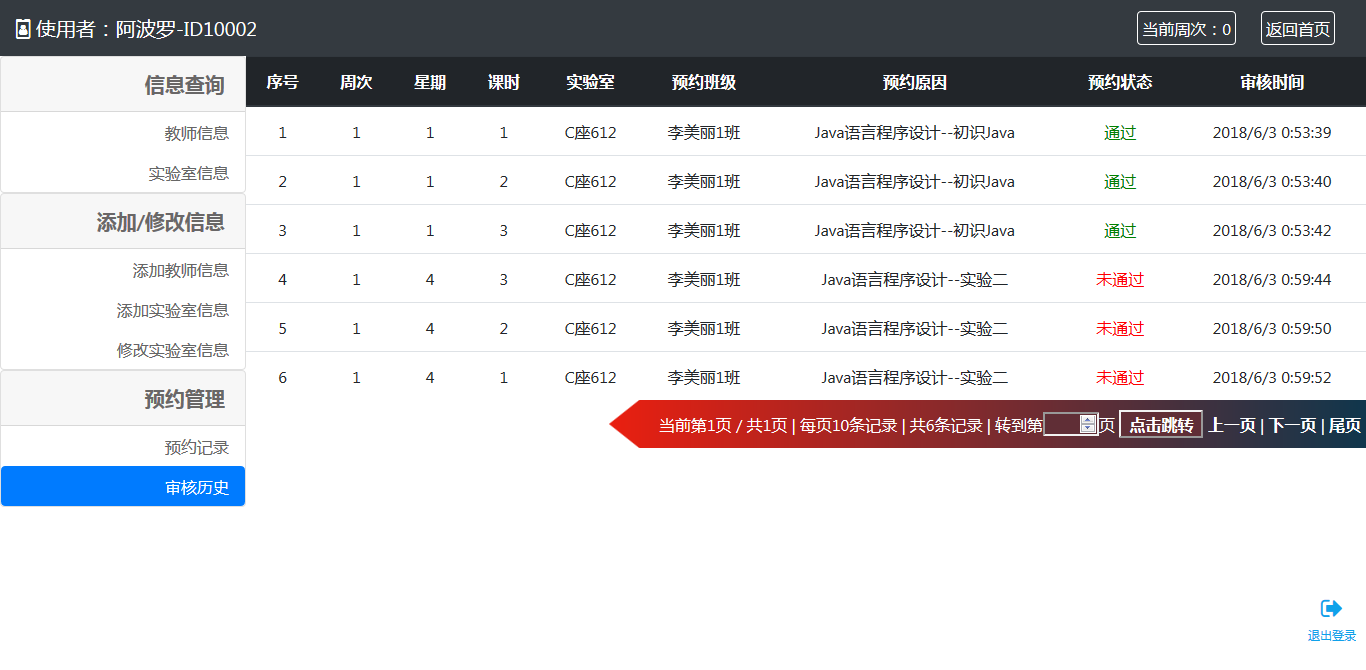 使用者：阿波罗-ID10002
当前周次：0
返回首页
信息查询
教师信息
实验室信息
添加/修改信息
添加教师信息
添加实验室信息
修改实验室信息
预约管理
预约记录
审核历史
序号 周次 星期 课时 实验室 预约班级 预约原因 预约状态 审核时间
1 1 1 1 C座612 李美丽1班 Java语言程序设计--初识Java 通过 2018/6/3 0:53:39
2 1 1 2 C座612 李美丽1班 Java语言程序设计--初识Java 通过 2018/6/3 0:53:40
3 1 1 3 C座612 李美丽1班 Java语言程序设计--初识Java 通过 2018/6/3 0:53:42
4 1 4 3 C座612 李美丽1班 Java语言程序设计--实验二 未通过 2018/6/3 0:59:44
5 1 4 2 C座612 李美丽1班 Java语言程序设计--实验二 未通过 2018/6/3 0:59:50
6 1 4 1 C座612 李美丽1班 Java语言程序设计--实验二 未通过 2018/6/3 0:59:52
当前第1页 / 共1页 | 每页10条记录 | 共6条记录 | 转到第 页 点击跳转 上一页 | 下一页 | 尾页
退出登录